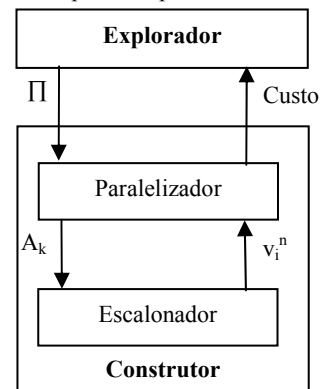 Explorador
∏
Custo
Paralelizador
A_k
v_i^n
Escalonador
Construtor